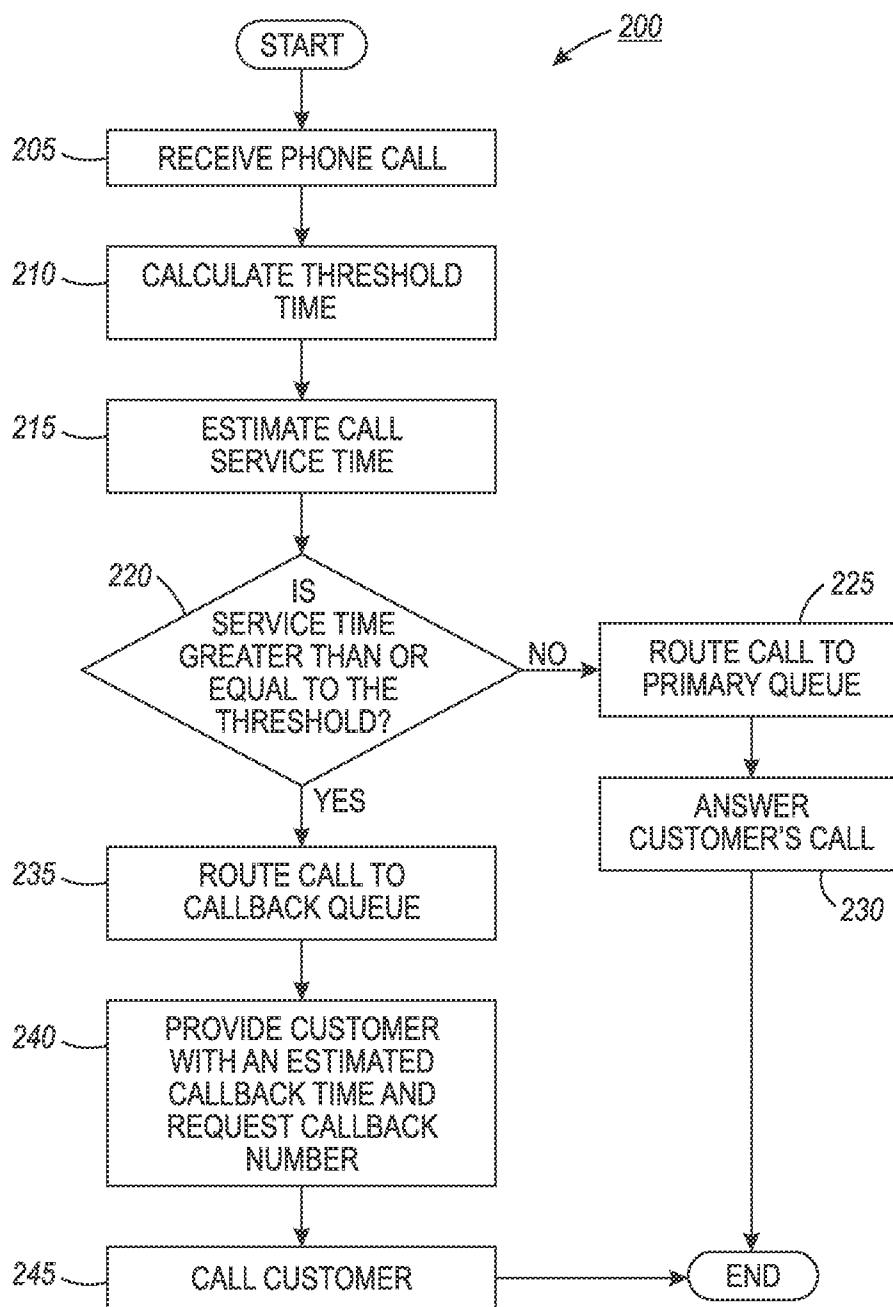 START
200
205
RECEIVE PHONE CALL
210
CALCULATE THRESHOLD
TIME
215
ESTIMATE CALL
SERVICE TIME
220
IS
SERVICE TIME
GREATER THAN OR
EQUAL TO THE
THRESHOLD?
NO
225
ROUTE CALL TO
PRIMARY QUEUE
YES
ANSWER
CUSTOMER'S CALL
230
235
ROUTE CALL TO
CALLBACK QUEUE
240
PROVIDE CUSTOMER
WITH AN ESTIMATED
CALLBACK TIME AND
REQUEST CALLBACK
NUMBER
245
CALL CUSTOMER
END